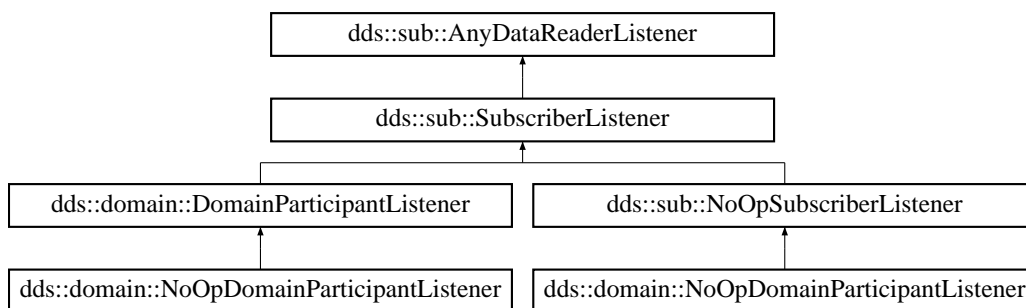 dds::sub::AnyDataReaderListener
dds::sub::SubscriberListener
dds::domain::DomainParticipantListener
dds::sub::NoOpSubscriberListener
dds::domain::NoOpDomainParticipantListener
dds::domain::NoOpDomainParticipantListener